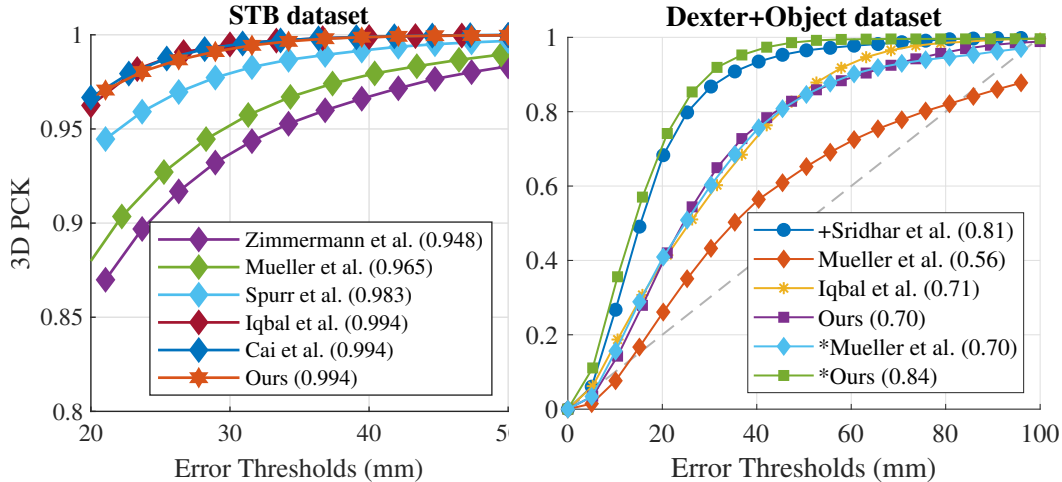 STB dataset
1
0.95
0.9
0.85
0.8
3D PCK
20
30
40
50
Error Thresholds (mm)
Zimmermann et al. (0.948)
Mueller et al. (0.965)
Spurr et al. (0.983)
Iqbal et al. (0.994)
Cai et al. (0.994)
Ours (0.994)
Dexter+Object dataset
1
0.8
0.6
0.4
0.2
0
0
20
40
60
80
100
Error Thresholds (mm)
+Sridhar et al. (0.81)
Mueller et al. (0.56)
Iqbal et al. (0.71)
Ours (0.70)
*Mueller et al. (0.70)
*Ours (0.84)